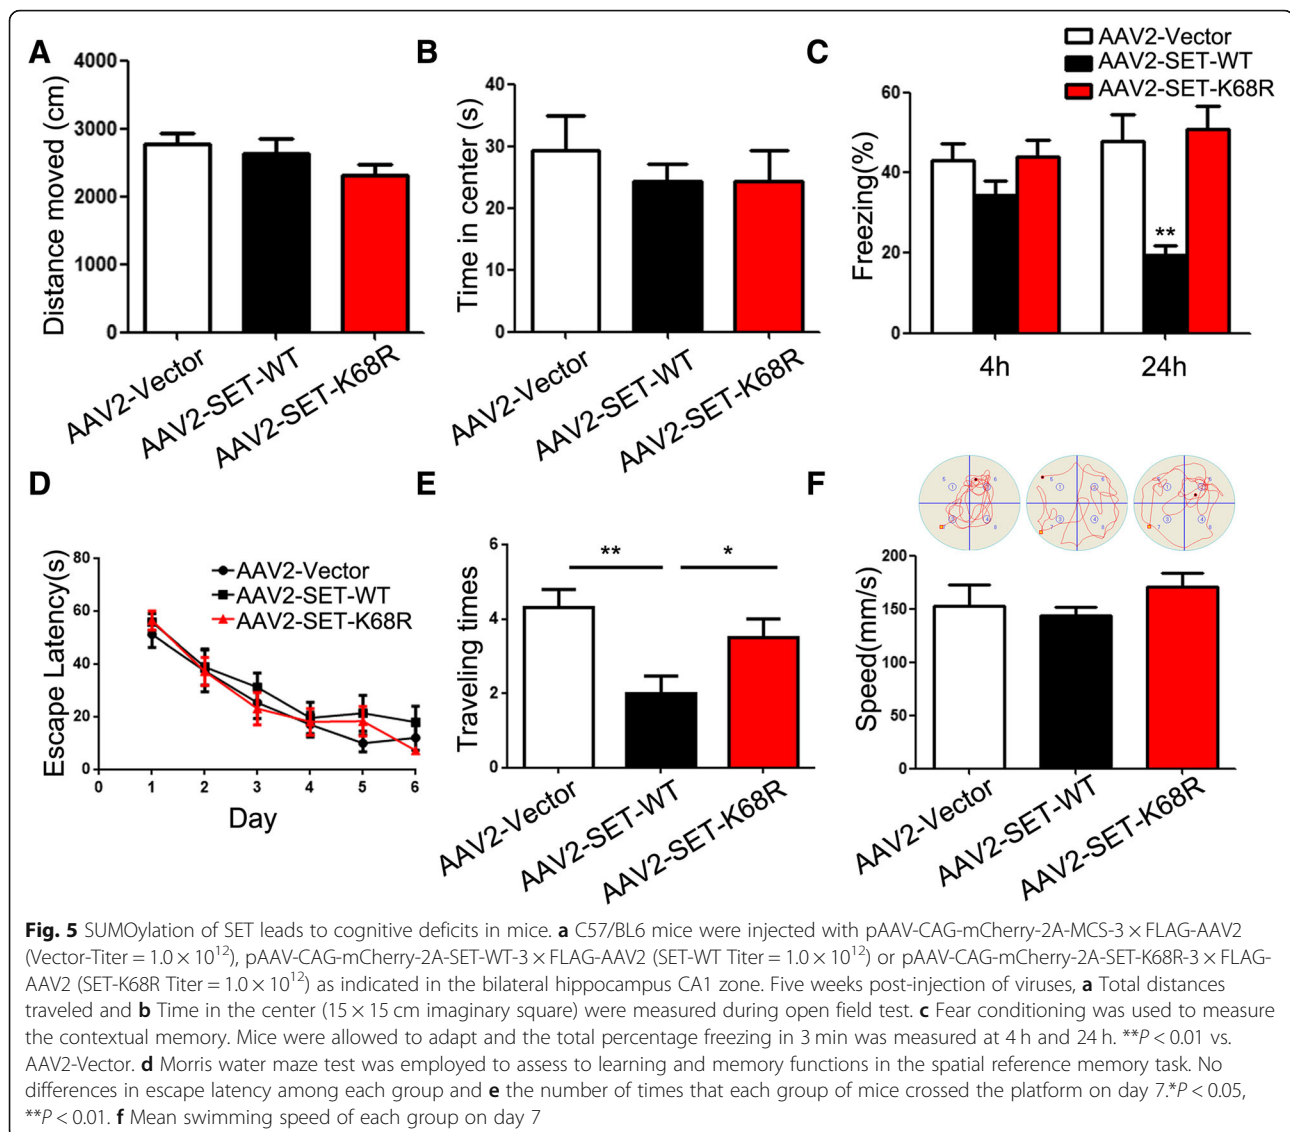 A
Distance moved (cm)
4000
3000
2000
1000
0
AAV2-Vector
AAV2-SET-WT
AAV2-SET-K68R
B
Time in center (s)
40
30
20
10
0
AAV2-Vector
AAV2-SET-WT
AAV2-SET-K68R
C
AAV2-Vector
AAV2-SET-WT
AAV2-SET-K68R
Freezing(%)
60
40
20
0
**
4h
24h
D
Escape Latency(s)
80
60
40
20
0
AAV2-Vector
AAV2-SET-WT
AAV2-SET-K68R
1 2 3 4 5 6
Day
E
Traveling times
6
4
2
0
** *
AAV2-Vector
AAV2-SET-WT
AAV2-SET-K68R
F
Speed(mm/s)
200
150
100
50
0
AAV2-Vector
AAV2-SET-WT
AAV2-SET-K68R
Fig. 5 SUMOylation of SET leads to cognitive deficits in mice. a C57/BL6 mice were injected with pAAV-CAG-mCherry-2A-MCS-3 × FLAG-AAV2
(Vector-Titer = 1.0 × 10¹²), pAAV-CAG-mCherry-2A-SET-WT-3 × FLAG-AAV2 (SET-WT Titer = 1.0 × 10¹²) or pAAV-CAG-mCherry-2A-SET-K68R-3 × FLAG-
AAV2 (SET-K68R Titer = 1.0 × 10¹²) as indicated in the bilateral hippocampus CA1 zone. Five weeks post-injection of viruses, a Total distances
traveled and b Time in the center (15 × 15 cm imaginary square) were measured during open field test. c Fear conditioning was used to measure
the contextual memory. Mice were allowed to adapt and the total percentage freezing in 3 min was measured at 4 h and 24 h. **P < 0.01 vs.
AAV2-Vector. d Morris water maze test was employed to assess to learning and memory functions in the spatial reference memory task. No
differences in escape latency among each group and e the number of times that each group of mice crossed the platform on day 7.*P < 0.05,
**P < 0.01. f Mean swimming speed of each group on day 7